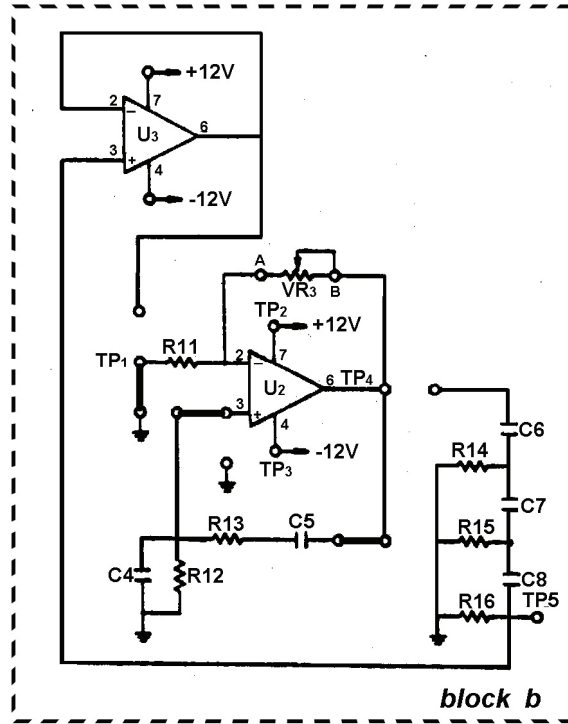 +12V
2
7
−
U3
6
3
+
4
-12V
A
B
VR3
TP2
+12V
R11
TP1
2
−
7
U2
6
TP4
3
+
4
-12V
TP3
C6
R14
C7
R13
C5
R15
C4
R12
C8
R16
TP5
block b